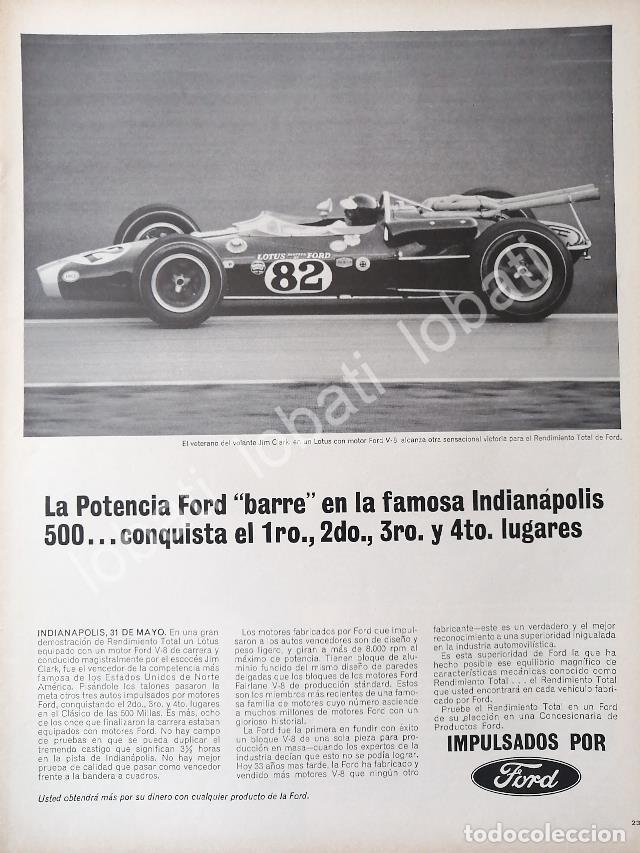 LOTUS POWERED BY FORD
82
El veterano del volante Jim Clark, en un Lotus con motor Ford V-8, alcanza otra sensacional victoria para el Rendimiento Total de Ford.
La Potencia Ford "barre" en la famosa Indianápolis
500...conquista el 1ro., 2do., 3ro. y 4to. lugares
INDIANAPOLIS, 31 DE MAYO. En una gran
demostración de Rendimiento Total un Lotus
equipado con un motor Ford V-8 de carrera y
conducido magistralmente por el escocés Jim
Clark, fue el vencedor de la competencia más
famosa de los Estados Unidos de Norte
América. Pisándole los talones pasaron la
meta otros tres autos impulsados por motores
Ford, conquistando el 2do., 3ro. y 4to. lugares
en el Clásico de las 500 Millas. Es más, ocho
de los once que finalizaron la carrera estaban
equipados con motores Ford. No hay campo
de pruebas en que se pueda duplicar el
tremendo castigo que significan 3½ horas
en la pista de Indianápolis. No hay mejor
prueba de calidad que pasar como vencedor
frente a la bandera a cuadros.
Los motores fabricados por Ford que impul-
saron a los autos vencedores son de diseño y
peso ligero, y giran a más de 8.000 rpm al
máximo de potencia. Tienen bloque de alu-
minio fundido del mismo diseño de paredes
delgadas que los bloques de los motores Ford
Fairlane V-8 de producción stándard. Estos
son los miembros más recientes de una famo-
sa familia de motores cuyo número asciende
a muchos millones de motores Ford con un
glorioso historial.
La Ford fue la primera en fundir con éxito
un bloque V-8 de una sola pieza para pro-
ducción en masa—cuando los expertos de la
industria decían que esto no se podía lograr.
Hoy 33 años mas tarde, la Ford ha fabricado y
vendido más motores V-8 que ningún otro
fabricante—este es un verdadero y el mejor
reconocimiento a una superioridad inigualada
en la industria automovilística.
Es esta superioridad de Ford la que ha
hecho posible ese equilibrio magnífico de
características mecánicas conocido como
Rendimiento Total...el Rendimiento Total
que usted encontrará en cada vehículo fabri-
cado por Ford.
Pruebe el Rendimiento Total en un Ford
de su elección en una Concesionaria de
Productos Ford.
IMPULSADOS POR
Ford
Usted obtendrá más por su dinero con cualquier producto de la Ford.
23
lobati lobati lobati
todocoleccion